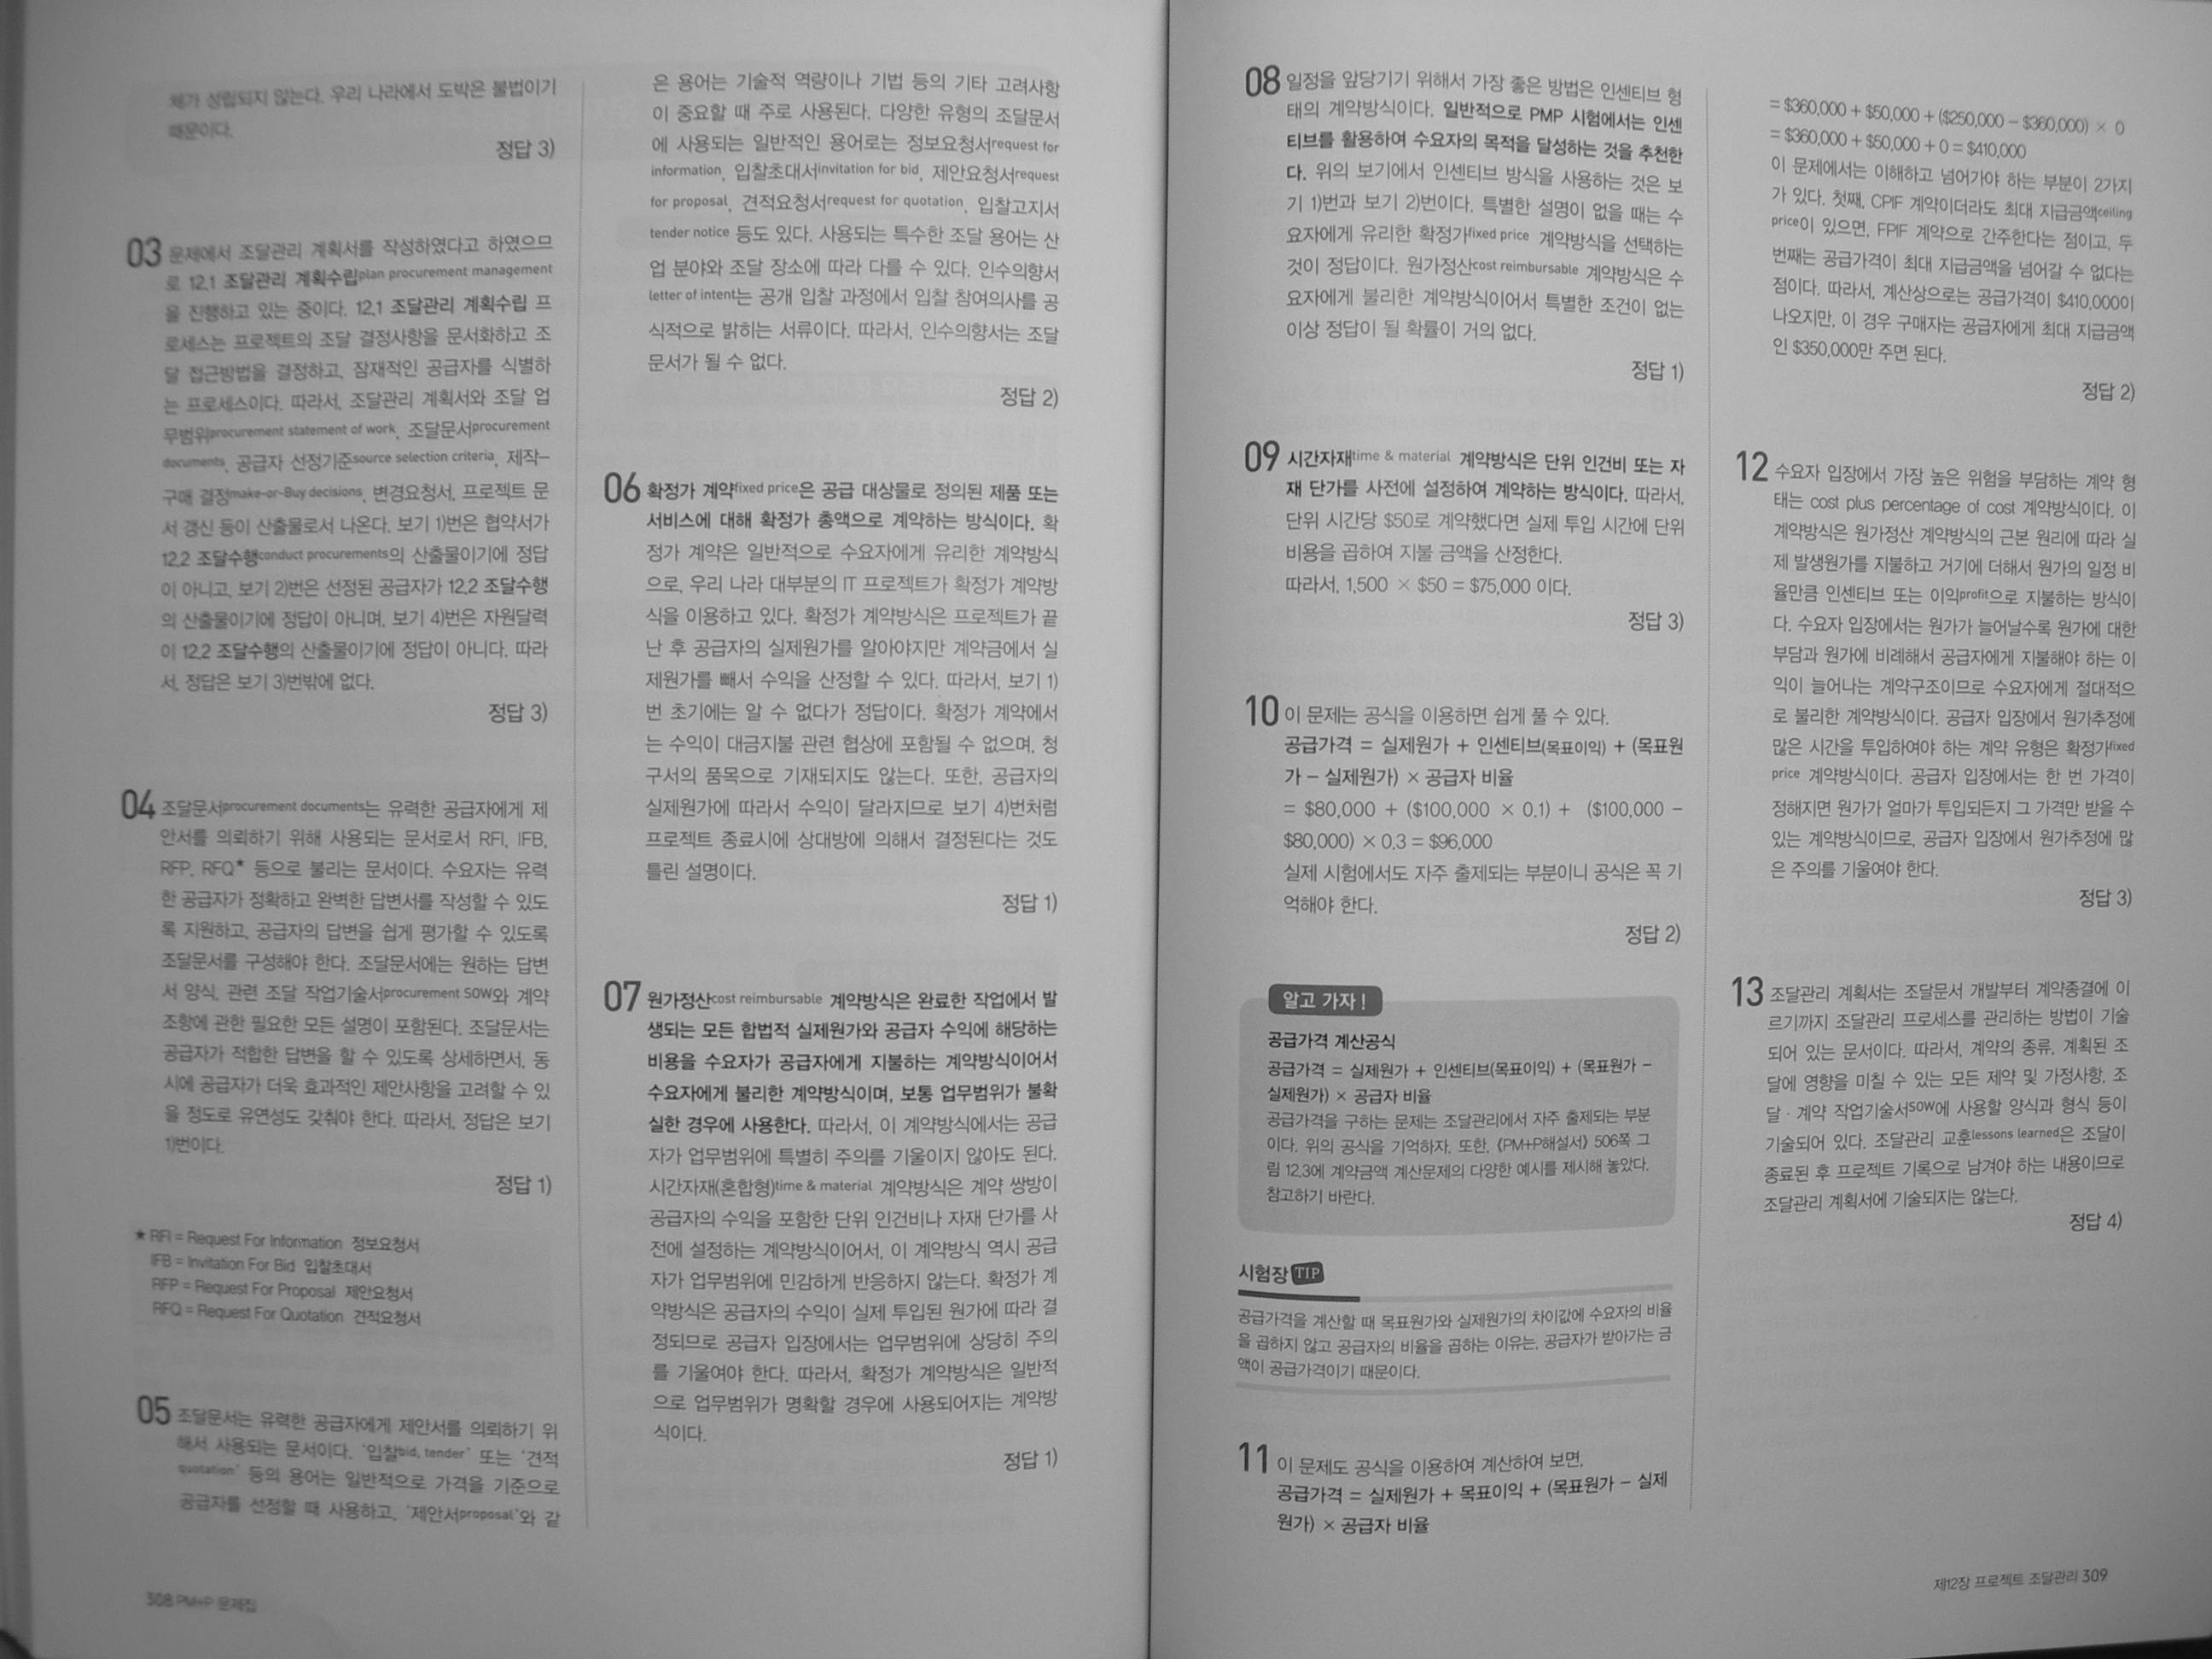 체가 성립되지 않는다. 우리 나라에서 도박은 불법이기
때문이다.
정답 3)
03 문제에서 조달관리 계획서를 작성하였다고 하였으므
로 12.1 조달관리 계획수립plan procurement management
을 진행하고 있는 중이다. 12.1 조달관리 계획수립 프
로세스는 프로젝트의 조달 결정사항을 문서화하고 조
달 접근방법을 결정하고, 잠재적인 공급자를 식별하
는 프로세스이다. 따라서, 조달관리 계획서와 조달 업
무범위procurement statement of work, 조달문서procurement
documents, 공급자 선정기준source selection criteria, 제작–
구매 결정make-or-Buy decisions, 변경요청서, 프로젝트 문
서 갱신 등이 산출물로서 나온다. 보기 1)번은 협약서가
12.2 조달수행conduct procurements의 산출물이기에 정답
이 아니고, 보기 2)번은 선정된 공급자가 12.2 조달수행
의 산출물이기에 정답이 아니며, 보기 4)번은 자원달력
이 12.2 조달수행의 산출물이기에 정답이 아니다. 따라
서, 정답은 보기 3)번밖에 없다.
정답 3)
04 조달문서procurement documents는 유력한 공급자에게 제
안서를 의뢰하기 위해 사용되는 문서로서 RFI, IFB,
RFP, RFQ★ 등으로 불리는 문서이다. 수요자는 유력
한 공급자가 정확하고 완벽한 답변서를 작성할 수 있도
록 지원하고, 공급자의 답변을 쉽게 평가할 수 있도록
조달문서를 구성해야 한다. 조달문서에는 원하는 답변
서 양식, 관련 조달 작업기술서procurement SOW와 계약
조항에 관한 필요한 모든 설명이 포함된다. 조달문서는
공급자가 적합한 답변을 할 수 있도록 상세하면서, 동
시에 공급자가 더욱 효과적인 제안사항을 고려할 수 있
을 정도로 유연성도 갖춰야 한다. 따라서, 정답은 보기
1)번이다.
정답 1)
★ RFI = Request For Information 정보요청서
IFB = Invitation For Bid 입찰초대서
RFP = Request For Proposal 제안요청서
RFQ = Request For Quotation 견적요청서
05 조달문서는 유력한 공급자에게 제안서를 의뢰하기 위
해서 사용되는 문서이다. ‘입찰bid, tender’ 또는 ‘견적
quotation’ 등의 용어는 일반적으로 가격을 기준으로
공급자를 선정할 때 사용하고, ‘제안서proposal’와 같
308 PM+P 문제집
은 용어는 기술적 역량이나 기법 등의 기타 고려사항
이 중요할 때 주로 사용된다. 다양한 유형의 조달문서
에 사용되는 일반적인 용어로는 정보요청서request for
information, 입찰초대서invitation for bid, 제안요청서request
for proposal, 견적요청서request for quotation, 입찰고지서
tender notice 등도 있다. 사용되는 특수한 조달 용어는 산
업 분야와 조달 장소에 따라 다를 수 있다. 인수의향서
letter of intent는 공개 입찰 과정에서 입찰 참여의사를 공
식적으로 밝히는 서류이다. 따라서, 인수의향서는 조달
문서가 될 수 없다.
정답 2)
06 확정가 계약fixed price은 공급 대상물로 정의된 제품 또는
서비스에 대해 확정가 총액으로 계약하는 방식이다. 확
정가 계약은 일반적으로 수요자에게 유리한 계약방식
으로, 우리 나라 대부분의 IT 프로젝트가 확정가 계약방
식을 이용하고 있다. 확정가 계약방식은 프로젝트가 끝
난 후 공급자의 실제원가를 알아야지만 계약금에서 실
제원가를 빼서 수익을 산정할 수 있다. 따라서, 보기 1)
번 초기에는 알 수 없다가 정답이다. 확정가 계약에서
는 수익이 대금지불 관련 협상에 포함될 수 없으며, 청
구서의 품목으로 기재되지도 않는다. 또한, 공급자의
실제원가에 따라서 수익이 달라지므로 보기 4)번처럼
프로젝트 종료시에 상대방에 의해서 결정된다는 것도
틀린 설명이다.
정답 1)
07 원가정산cost reimbursable 계약방식은 완료한 작업에서 발
생되는 모든 합법적 실제원가와 공급자 수익에 해당하는
비용을 수요자가 공급자에게 지불하는 계약방식이어서
수요자에게 불리한 계약방식이며, 보통 업무범위가 불확
실한 경우에 사용한다. 따라서, 이 계약방식에서는 공급
자가 업무범위에 특별히 주의를 기울이지 않아도 된다.
시간자재(혼합형)time & material 계약방식은 계약 쌍방이
공급자의 수익을 포함한 단위 인건비나 자재 단가를 사
전에 설정하는 계약방식이어서, 이 계약방식 역시 공급
자가 업무범위에 민감하게 반응하지 않는다. 확정가 계
약방식은 공급자의 수익이 실제 투입된 원가에 따라 결
정되므로 공급자 입장에서는 업무범위에 상당히 주의
를 기울여야 한다. 따라서, 확정가 계약방식은 일반적
으로 업무범위가 명확할 경우에 사용되어지는 계약방
식이다.
정답 1)
08 일정을 앞당기기 위해서 가장 좋은 방법은 인센티브 형
태의 계약방식이다. 일반적으로 PMP 시험에서는 인센
티브를 활용하여 수요자의 목적을 달성하는 것을 추천한
다. 위의 보기에서 인센티브 방식을 사용하는 것은 보
기 1)번과 보기 2)번이다. 특별한 설명이 없을 때는 수
요자에게 유리한 확정가fixed price 계약방식을 선택하는
것이 정답이다. 원가정산cost reimbursable 계약방식은 수
요자에게 불리한 계약방식이어서 특별한 조건이 없는
이상 정답이 될 확률이 거의 없다.
정답 1)
09 시간자재time & material 계약방식은 단위 인건비 또는 자
재 단가를 사전에 설정하여 계약하는 방식이다. 따라서,
단위 시간당 $50로 계약했다면 실제 투입 시간에 단위
비용을 곱하여 지불 금액을 산정한다.
따라서, 1,500 × $50 = $75,000 이다.
정답 3)
10 이 문제는 공식을 이용하면 쉽게 풀 수 있다.
공급가격 = 실제원가 + 인센티브(목표이익) + (목표원
가 – 실제원가) × 공급자 비율
= $80,000 + ($100,000 × 0.1) + ($100,000 –
$80,000) × 0.3 = $96,000
실제 시험에서도 자주 출제되는 부분이니 공식은 꼭 기
억해야 한다.
정답 2)
알고 가자 !
공급가격 계산공식
공급가격 = 실제원가 + 인센티브(목표이익) + (목표원가 –
실제원가) × 공급자 비율
공급가격을 구하는 문제는 조달관리에서 자주 출제되는 부분
이다. 위의 공식을 기억하자. 또한, 《PM+P해설서》 506쪽 그
림 12.3에 계약금액 계산문제의 다양한 예시를 제시해 놓았다.
참고하기 바란다.
시험장 TIP
공급가격을 계산할 때 목표원가와 실제원가의 차이값에 수요자의 비율
을 곱하지 않고 공급자의 비율을 곱하는 이유는, 공급자가 받아가는 금
액이 공급가격이기 때문이다.
11 이 문제도 공식을 이용하여 계산하여 보면,
공급가격 = 실제원가 + 목표이익 + (목표원가 – 실제
원가) × 공급자 비율
= $360,000 + $50,000 + ($250,000 – $360,000) × 0
= $360,000 + $50,000 + 0 = $410,000
이 문제에서는 이해하고 넘어가야 하는 부분이 2가지
가 있다. 첫째, CPIF 계약이더라도 최대 지급금액ceiling
price이 있으면, FPIF 계약으로 간주한다는 점이고, 두
번째는 공급가격이 최대 지급금액을 넘어갈 수 없다는
점이다. 따라서, 계산상으로는 공급가격이 $410,000이
나오지만, 이 경우 구매자는 공급자에게 최대 지급금액
인 $350,000만 주면 된다.
정답 2)
12 수요자 입장에서 가장 높은 위험을 부담하는 계약 형
태는 cost plus percentage of cost 계약방식이다. 이
계약방식은 원가정산 계약방식의 근본 원리에 따라 실
제 발생원가를 지불하고 거기에 더해서 원가의 일정 비
율만큼 인센티브 또는 이익profit으로 지불하는 방식이
다. 수요자 입장에서는 원가가 늘어날수록 원가에 대한
부담과 원가에 비례해서 공급자에게 지불해야 하는 이
익이 늘어나는 계약구조이므로 수요자에게 절대적으
로 불리한 계약방식이다. 공급자 입장에서 원가추정에
많은 시간을 투입하여야 하는 계약 유형은 확정가fixed
price 계약방식이다. 공급자 입장에서는 한 번 가격이
정해지면 원가가 얼마가 투입되든지 그 가격만 받을 수
있는 계약방식이므로, 공급자 입장에서 원가추정에 많
은 주의를 기울여야 한다.
정답 3)
13 조달관리 계획서는 조달문서 개발부터 계약종결에 이
르기까지 조달관리 프로세스를 관리하는 방법이 기술
되어 있는 문서이다. 따라서, 계약의 종류, 계획된 조
달에 영향을 미칠 수 있는 모든 제약 및 가정사항, 조
달 · 계약 작업기술서SOW에 사용할 양식과 형식 등이
기술되어 있다. 조달관리 교훈lessons learned은 조달이
종료된 후 프로젝트 기록으로 남겨야 하는 내용이므로
조달관리 계획서에 기술되지는 않는다.
정답 4)
제12장 프로젝트 조달관리 309